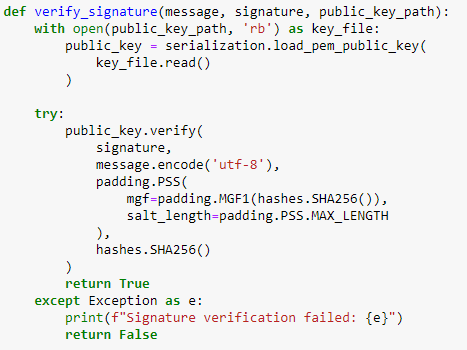 def verify_signature(message, signature, public_key_path):
    with open(public_key_path, 'rb') as key_file:
        public_key = serialization.load_pem_public_key(
            key_file.read()
        )

    try:
        public_key.verify(
            signature,
            message.encode('utf-8'),
            padding.PSS(
                mgf=padding.MGF1(hashes.SHA256()),
                salt_length=padding.PSS.MAX_LENGTH
            ),
            hashes.SHA256()
        )
        return True
    except Exception as e:
        print(f"Signature verification failed: {e}")
        return False